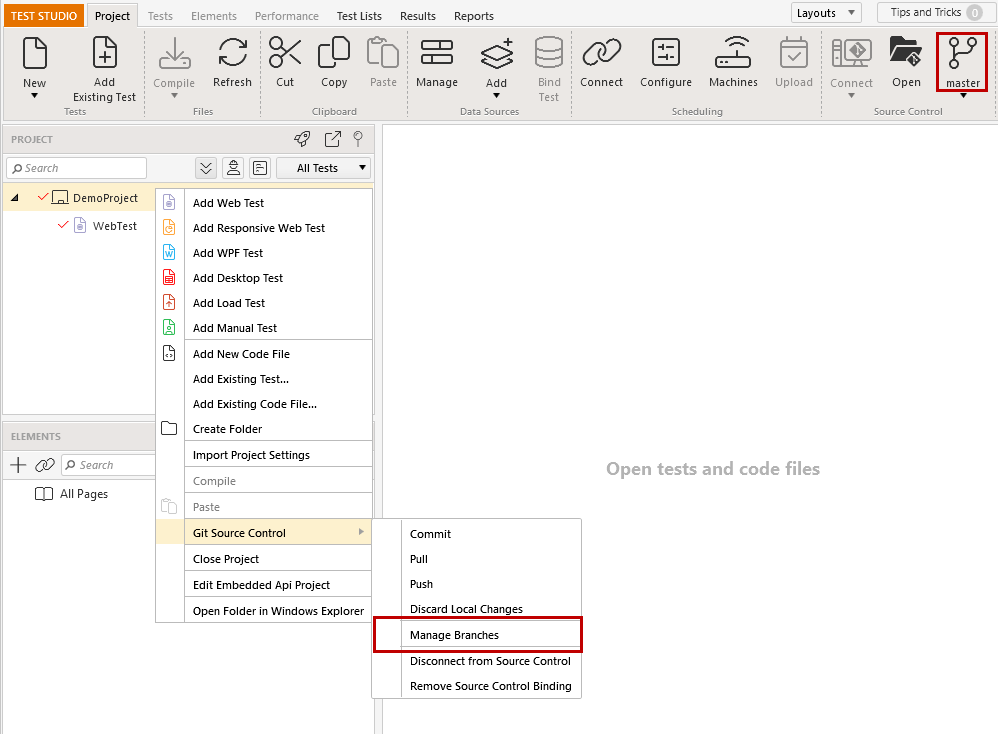 TEST STUDIO Project Tests Elements Performance Test Lists Results Reports Layouts Tips and Tricks 0
New Add Existing Test Compile Refresh Cut Copy Paste Manage Add Bind Test Connect Configure Machines Upload Connect Open master
Tests Files Clipboard Data Sources Scheduling Source Control
PROJECT
Search All Tests
DemoProject
WebTest
Add Web Test
Add Responsive Web Test
Add WPF Test
Add Desktop Test
Add Load Test
Add Manual Test
Add New Code File
Add Existing Test...
Add Existing Code File...
Create Folder
Import Project Settings
Compile
Paste
Git Source Control
Close Project
Edit Embedded Api Project
Open Folder in Windows Explorer
Commit
Pull
Push
Discard Local Changes
Manage Branches
Disconnect from Source Control
Remove Source Control Binding
ELEMENTS
Search
All Pages
Open tests and code files